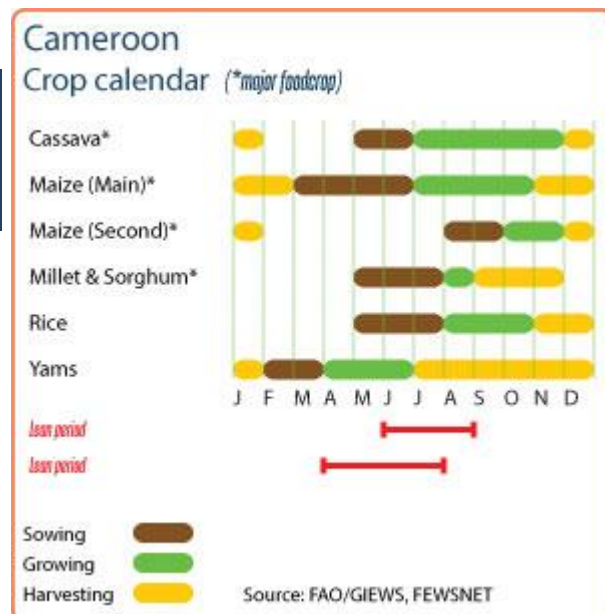 Cameroon
Crop calendar (*major foodcrop)
Cassava*
Maize (Main)*
Maize (Second)*
Millet & Sorghum*
Rice
Yams
J F M A M J J A S O N D
Lean period
Lean period
Sowing
Growing
Harvesting
Source: FAO/GIEWS, FEWSNET